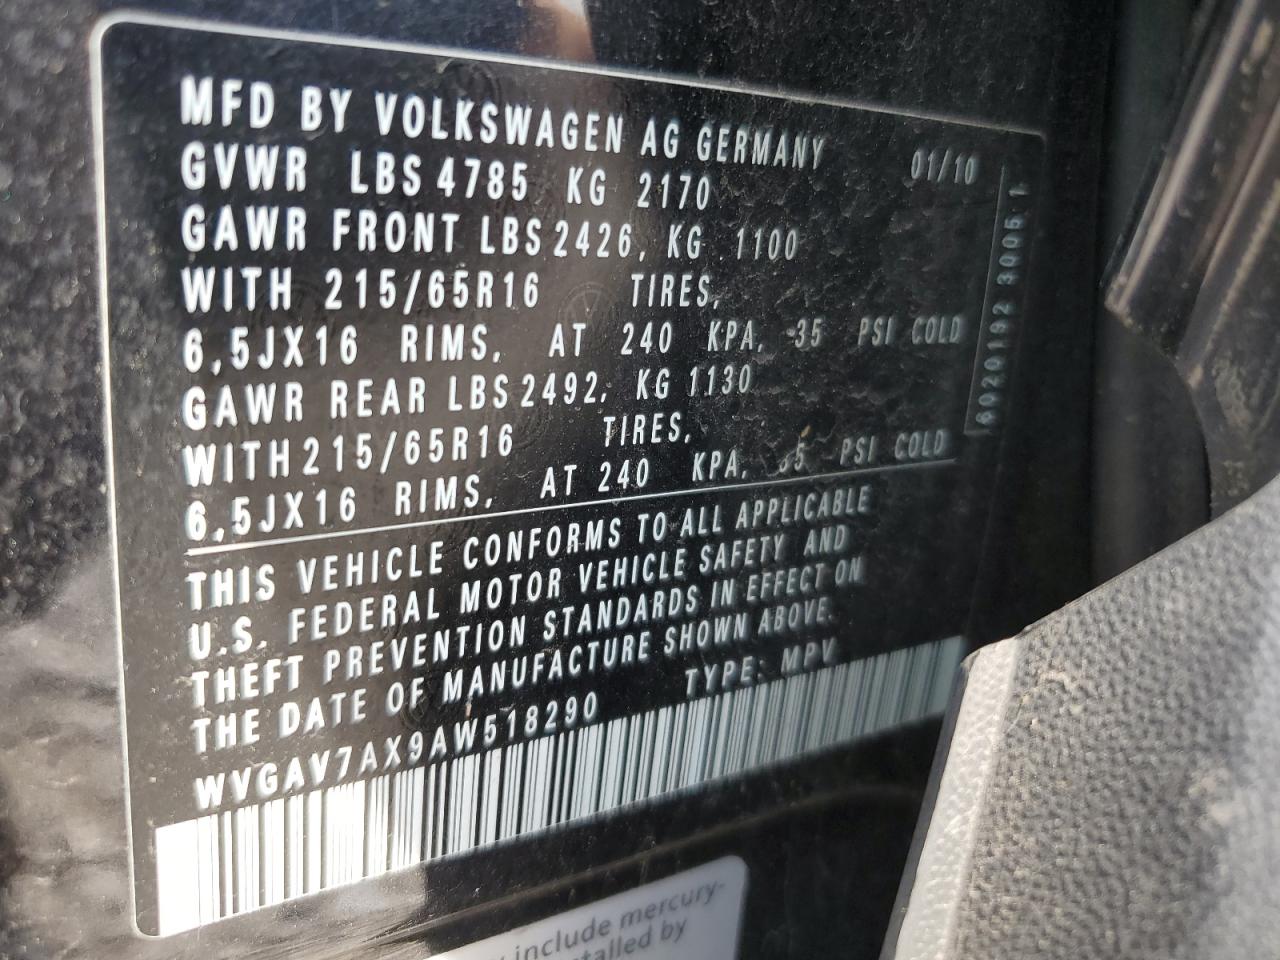 MFD BY VOLKSWAGEN AG GERMANY 01/10
GVWR LBS 4785 KG 2170
GAWR FRONT LBS 2426, KG 1100
WITH 215/65R16 TIRES,
6,5JX16 RIMS, AT 240 KPA, 35 PSI COLD
GAWR REAR LBS 2492, KG 1130
WITH 215/65R16 TIRES,
6,5JX16 RIMS, AT 240 KPA, 35 PSI COLD
6020192 3005 1
THIS VEHICLE CONFORMS TO ALL APPLICABLE
U.S. FEDERAL MOTOR VEHICLE SAFETY AND
THEFT PREVENTION STANDARDS IN EFFECT ON
THE DATE OF MANUFACTURE SHOWN ABOVE.
WVGAV7AX9AW518290 TYPE: MPV
include mercury-
by